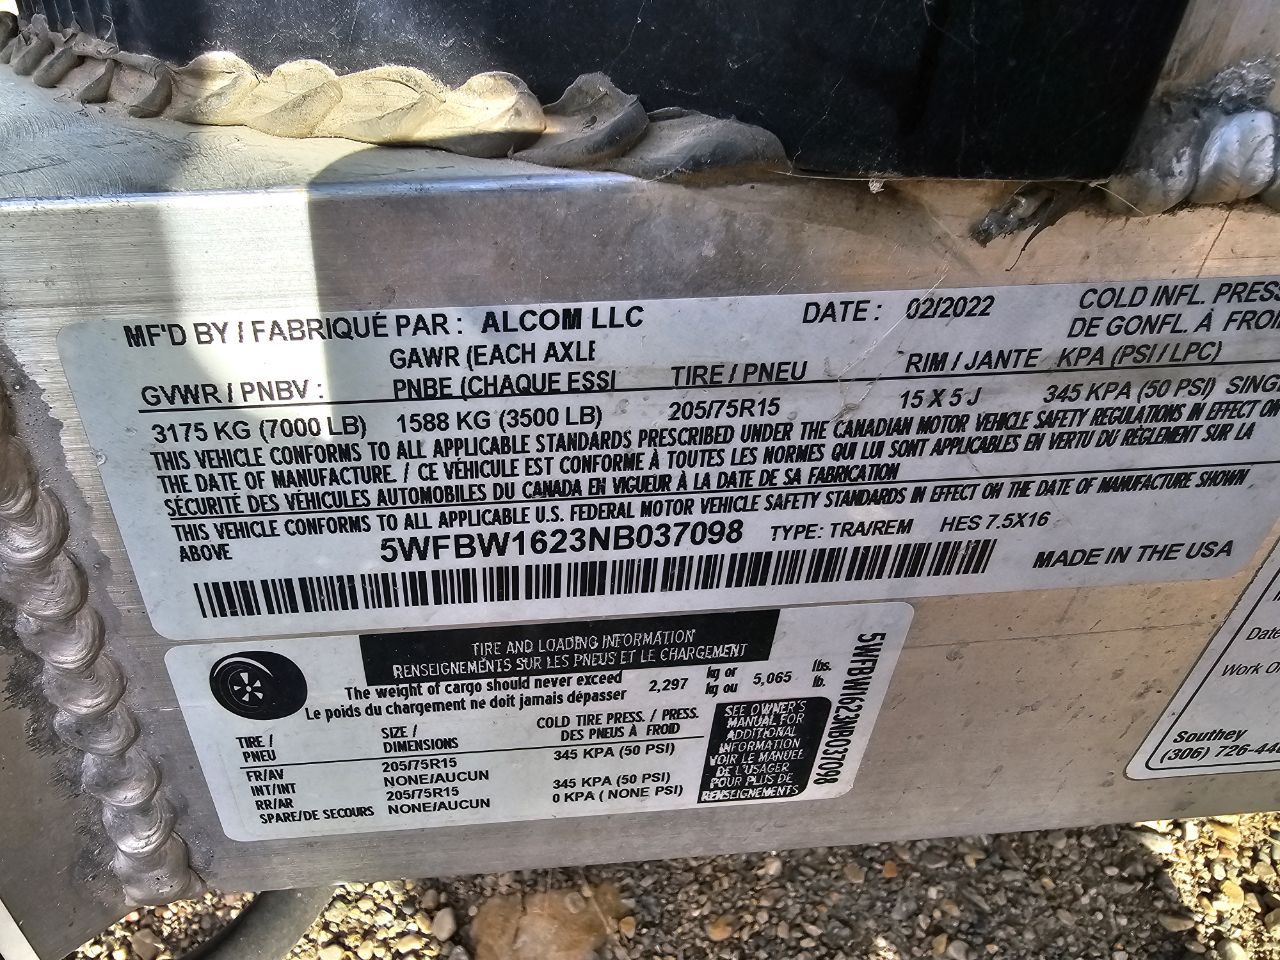 MF'D BY / FABRIQUÉ PAR : ALCOM LLC DATE : 02/2022 COLD INFL. PRESS
DE GONFL. À FROI
GVWR / PNBV : GAWR (EACH AXLE TIRE / PNEU RIM / JANTE KPA (PSI / LPC)
PNBE (CHAQUE ESSI
3175 KG (7000 LB) 1588 KG (3500 LB) 205/75R15 15 X 5 J 345 KPA (50 PSI) SING
THIS VEHICLE CONFORMS TO ALL APPLICABLE STANDARDS PRESCRIBED UNDER THE CANADIAN MOTOR VEHICLE SAFETY REGULATIONS IN EFFECT ON
THE DATE OF MANUFACTURE. / CE VÉHICULE EST CONFORME À TOUTES LES NORMES QUI LUI SONT APPLICABLES EN VERTU DU RÈGLEMENT SUR LA
SÉCURITÉ DES VÉHICULES AUTOMOBILES DU CANADA EN VIGUEUR À LA DATE DE SA FABRICATION
THIS VEHICLE CONFORMS TO ALL APPLICABLE U.S. FEDERAL MOTOR VEHICLE SAFETY STANDARDS IN EFFECT ON THE DATE OF MANUFACTURE SHOWN
ABOVE 5WFBW1623NB037098 TYPE: TRA/REM HES 7.5X16
MADE IN THE USA
TIRE AND LOADING INFORMATION
RENSEIGNEMENTS SUR LES PNEUS ET LE CHARGEMENT
The weight of cargo should never exceed 2,297 kg or 5,065 lbs.
Le poids du chargement ne doit jamais dépasser kg ou lb.
TIRE / SIZE / COLD TIRE PRESS. / PRESS.
PNEU DIMENSIONS DES PNEUS À FROID
FR/AV 205/75R15 345 KPA (50 PSI)
INT/INT NONE/AUCUN
RR/AR 205/75R15 345 KPA (50 PSI)
SPARE/DE SECOURS NONE/AUCUN 0 KPA ( NONE PSI)
SEE OWNER'S
MANUAL FOR
ADDITIONAL
INFORMATION
VOIR LE MANUEL
DE L'USAGER
POUR PLUS DE
RENSEIGNEMENTS
5WFBW1623NB037098
Date
Work O
Southey
(306) 726-44